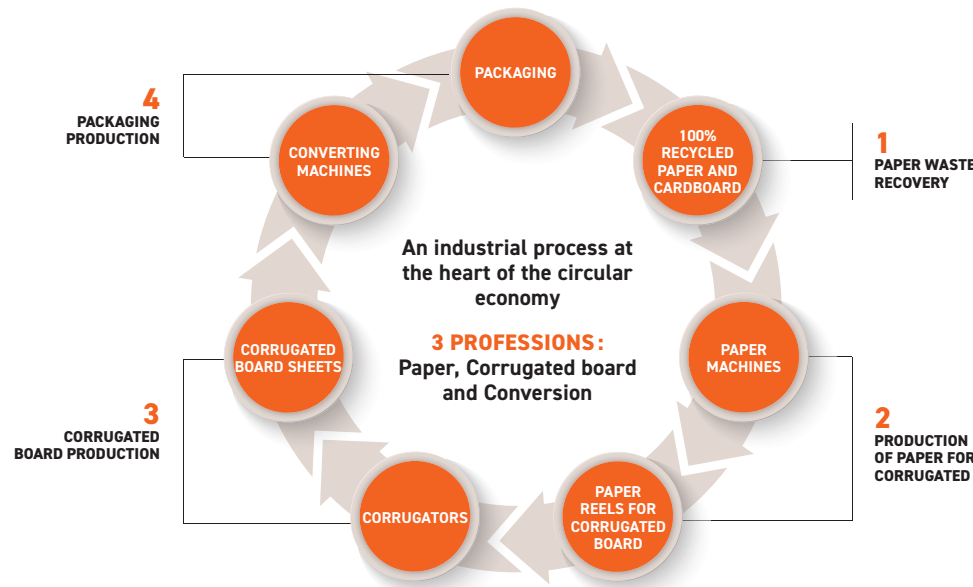 PACKAGING
100%
RECYCLED
PAPER AND
CARDBOARD
1
PAPER WASTE
RECOVERY
PAPER
MACHINES
2
PRODUCTION
OF PAPER FOR
CORRUGATED
PAPER
REELS FOR
CORRUGATED
BOARD
CORRUGATORS
3
CORRUGATED
BOARD PRODUCTION
CORRUGATED
BOARD SHEETS
CONVERTING
MACHINES
4
PACKAGING
PRODUCTION
An industrial process at
the heart of the circular
economy
3 PROFESSIONS:
Paper, Corrugated board
and Conversion